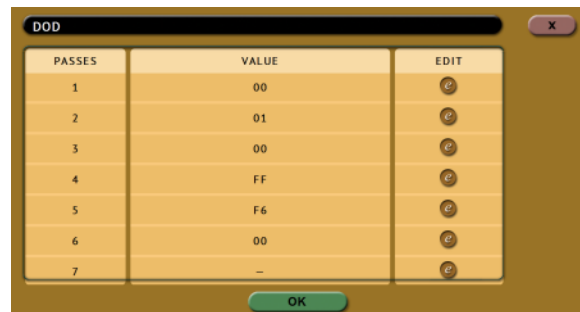 DOD X
PASSES VALUE EDIT
1 00 e
2 01 e
3 00 e
4 FF e
5 F6 e
6 00 e
7 -- e
OK